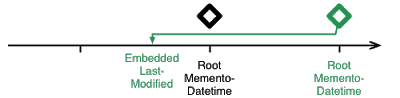 Embedded
Last-
Modified
Root
Memento-
Datetime
Root
Memento-
Datetime